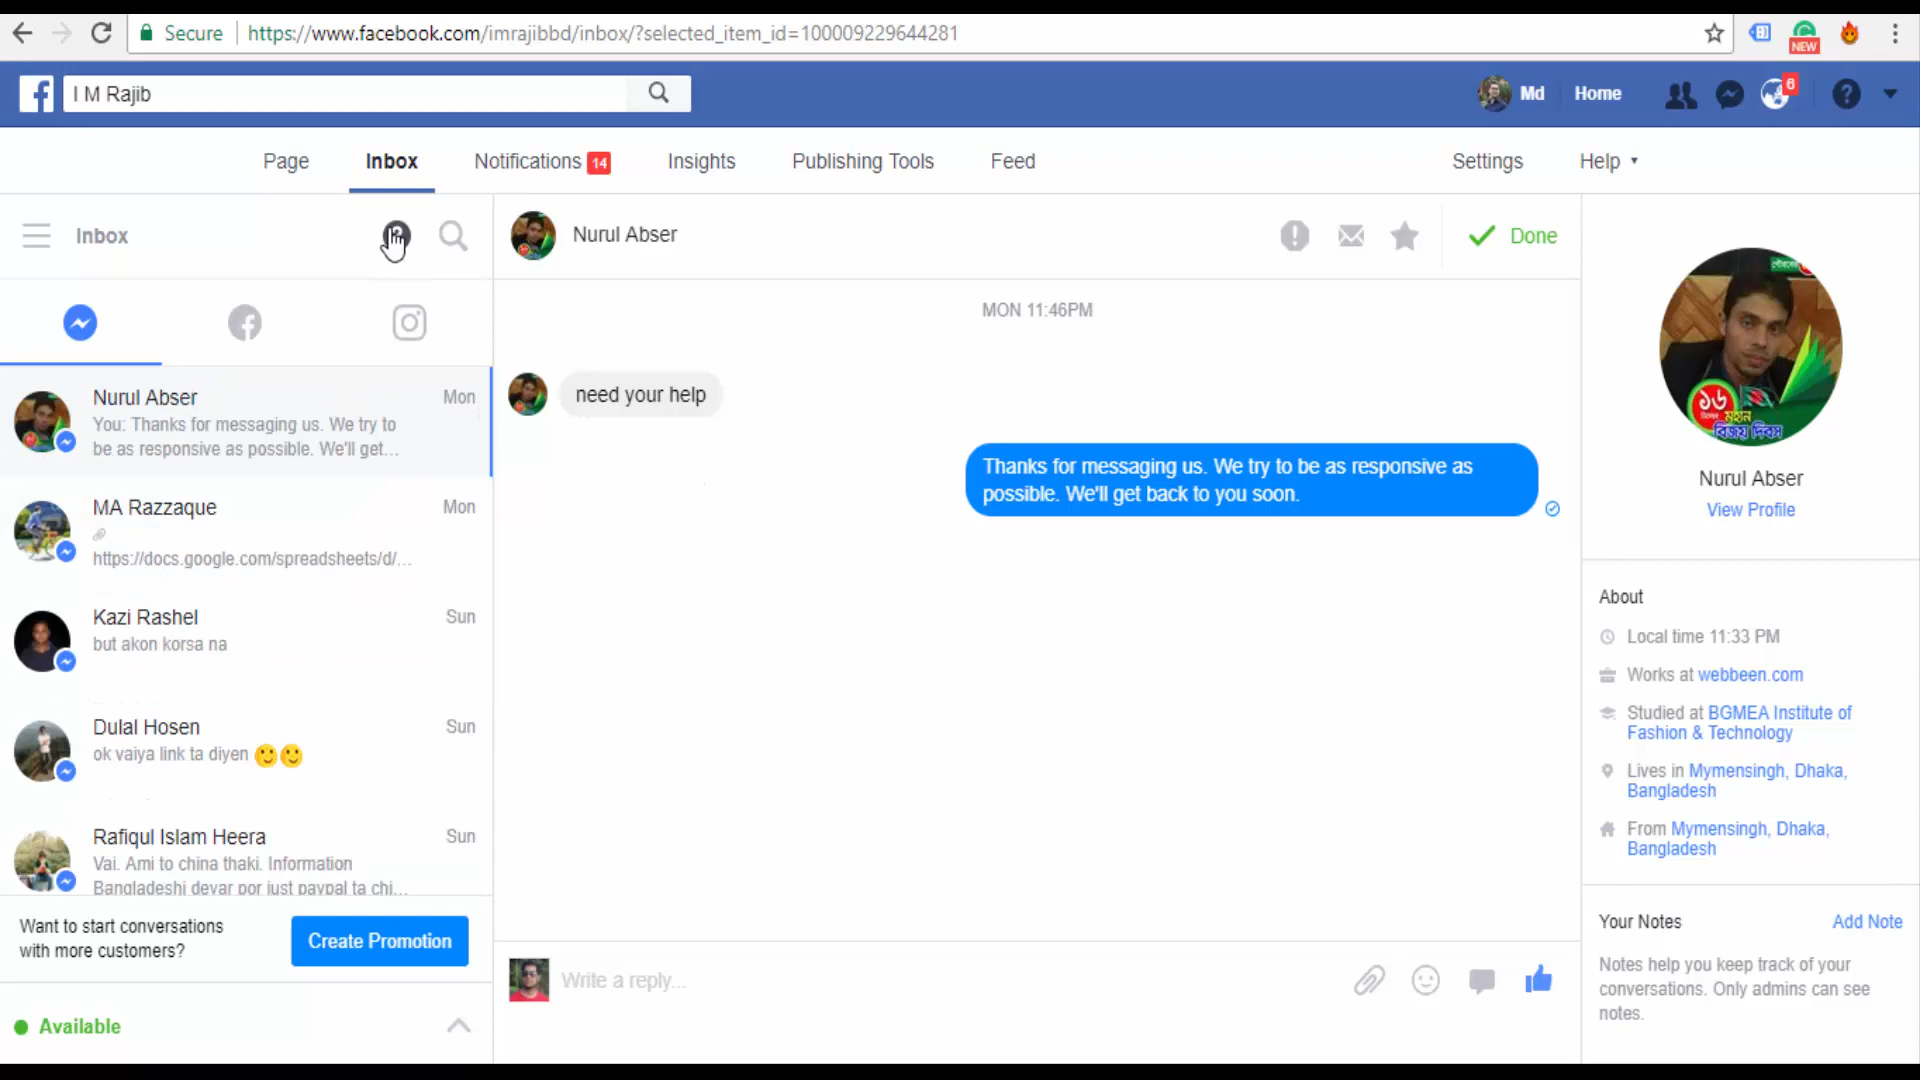 Secure
https://www.facebook.com/imrajibbd/inbox/?selected_item_id=100009229644281
NEW
I M Rajib
Md
Home
6
Page
Inbox
Notifications 14
Insights
Publishing Tools
Feed
Settings
Help
Inbox
Nurul Abser
Mon
You: Thanks for messaging us. We try to
be as responsive as possible. We'll get...
MA Razzaque
Mon
https://docs.google.com/spreadsheets/d/...
Kazi Rashel
Sun
but akon korsa na
Dulal Hosen
Sun
ok vaiya link ta diyen 🙂🙂
Rafiqul Islam Heera
Sun
Vai. Ami to china thaki. Information
Bangladeshi devar por just paypal ta chi...
Want to start conversations
with more customers?
Create Promotion
Available
Nurul Abser
Done
MON 11:46PM
need your help
Thanks for messaging us. We try to be as responsive as
possible. We'll get back to you soon.
Write a reply...
১৬
মহান
বিজয় দিবস
Nurul Abser
View Profile
About
Local time 11:33 PM
Works at webbeen.com
Studied at BGMEA Institute of
Fashion & Technology
Lives in Mymensingh, Dhaka,
Bangladesh
From Mymensingh, Dhaka,
Bangladesh
Your Notes
Add Note
Notes help you keep track of your
conversations. Only admins can see
notes.